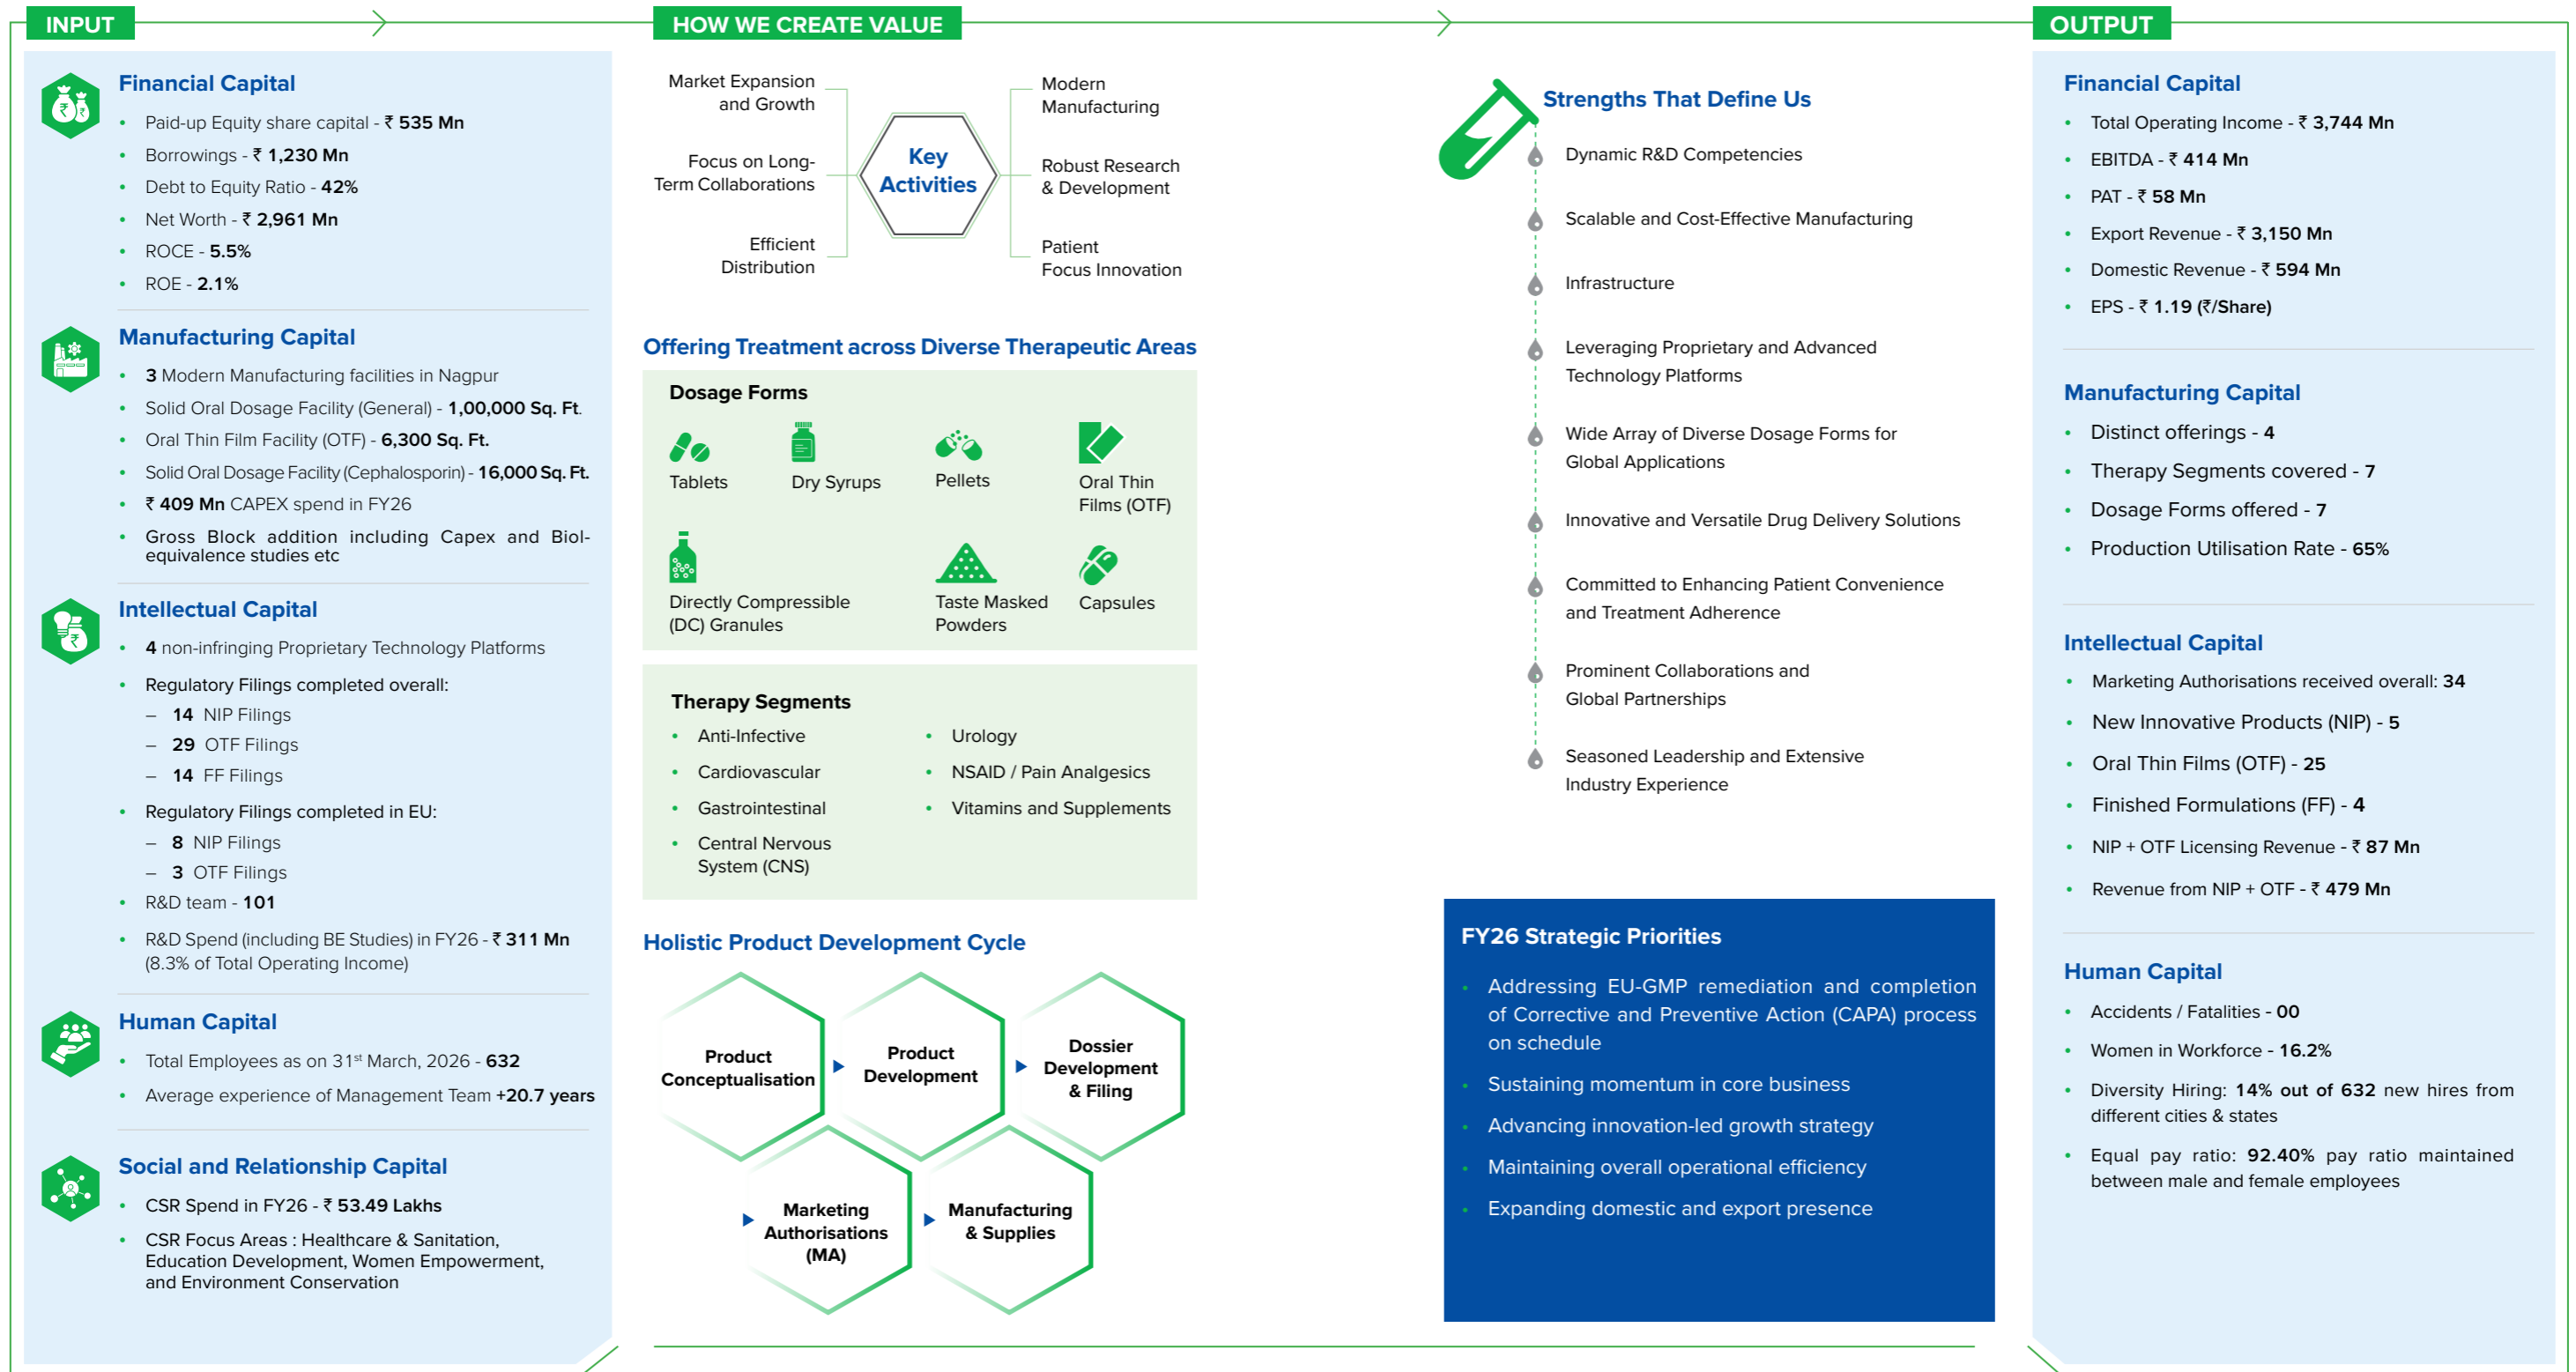 INPUT
Financial Capital
• Paid-up Equity share capital - ₹ 535 Mn
• Borrowings - ₹ 1,230 Mn
• Debt to Equity Ratio - 42%
• Net Worth - ₹ 2,961 Mn
• ROCE - 5.5%
• ROE - 2.1%
Manufacturing Capital
• 3 Modern Manufacturing facilities in Nagpur
• Solid Oral Dosage Facility (General) - 1,00,000 Sq. Ft.
• Oral Thin Film Facility (OTF) - 6,300 Sq. Ft.
• Solid Oral Dosage Facility (Cephalosporin) - 16,000 Sq. Ft.
• ₹ 409 Mn CAPEX spend in FY26
• Gross Block addition including Capex and Biol-
equivalence studies etc
Intellectual Capital
• 4 non-infringing Proprietary Technology Platforms
• Regulatory Filings completed overall:
– 14 NIP Filings
– 29 OTF Filings
– 14 FF Filings
• Regulatory Filings completed in EU:
– 8 NIP Filings
– 3 OTF Filings
• R&D team - 101
• R&D Spend (including BE Studies) in FY26 - ₹ 311 Mn
(8.3% of Total Operating Income)
Human Capital
• Total Employees as on 31st March, 2026 - 632
• Average experience of Management Team +20.7 years
Social and Relationship Capital
• CSR Spend in FY26 - ₹ 53.49 Lakhs
• CSR Focus Areas : Healthcare & Sanitation,
Education Development, Women Empowerment,
and Environment Conservation
HOW WE CREATE VALUE
Market Expansion
and Growth
Focus on Long-
Term Collaborations
Efficient
Distribution
Key
Activities
Modern
Manufacturing
Robust Research
& Development
Patient
Focus Innovation
Offering Treatment across Diverse Therapeutic Areas
Dosage Forms
Tablets
Dry Syrups
Pellets
Oral Thin
Films (OTF)
Directly Compressible
(DC) Granules
Taste Masked
Powders
Capsules
Therapy Segments
• Anti-Infective
• Cardiovascular
• Gastrointestinal
• Central Nervous
System (CNS)
• Urology
• NSAID / Pain Analgesics
• Vitamins and Supplements
Holistic Product Development Cycle
Product
Conceptualisation
Product
Development
Dossier
Development
& Filing
Marketing
Authorisations
(MA)
Manufacturing
& Supplies
Strengths That Define Us
Dynamic R&D Competencies
Scalable and Cost-Effective Manufacturing
Infrastructure
Leveraging Proprietary and Advanced
Technology Platforms
Wide Array of Diverse Dosage Forms for
Global Applications
Innovative and Versatile Drug Delivery Solutions
Committed to Enhancing Patient Convenience
and Treatment Adherence
Prominent Collaborations and
Global Partnerships
Seasoned Leadership and Extensive
Industry Experience
FY26 Strategic Priorities
• Addressing EU-GMP remediation and completion
of Corrective and Preventive Action (CAPA) process
on schedule
• Sustaining momentum in core business
• Advancing innovation-led growth strategy
• Maintaining overall operational efficiency
• Expanding domestic and export presence
OUTPUT
Financial Capital
• Total Operating Income - ₹ 3,744 Mn
• EBITDA - ₹ 414 Mn
• PAT - ₹ 58 Mn
• Export Revenue - ₹ 3,150 Mn
• Domestic Revenue - ₹ 594 Mn
• EPS - ₹ 1.19 (₹/Share)
Manufacturing Capital
• Distinct offerings - 4
• Therapy Segments covered - 7
• Dosage Forms offered - 7
• Production Utilisation Rate - 65%
Intellectual Capital
• Marketing Authorisations received overall: 34
• New Innovative Products (NIP) - 5
• Oral Thin Films (OTF) - 25
• Finished Formulations (FF) - 4
• NIP + OTF Licensing Revenue - ₹ 87 Mn
• Revenue from NIP + OTF - ₹ 479 Mn
Human Capital
• Accidents / Fatalities - 00
• Women in Workforce - 16.2%
• Diversity Hiring: 14% out of 632 new hires from
different cities & states
• Equal pay ratio: 92.40% pay ratio maintained
between male and female employees